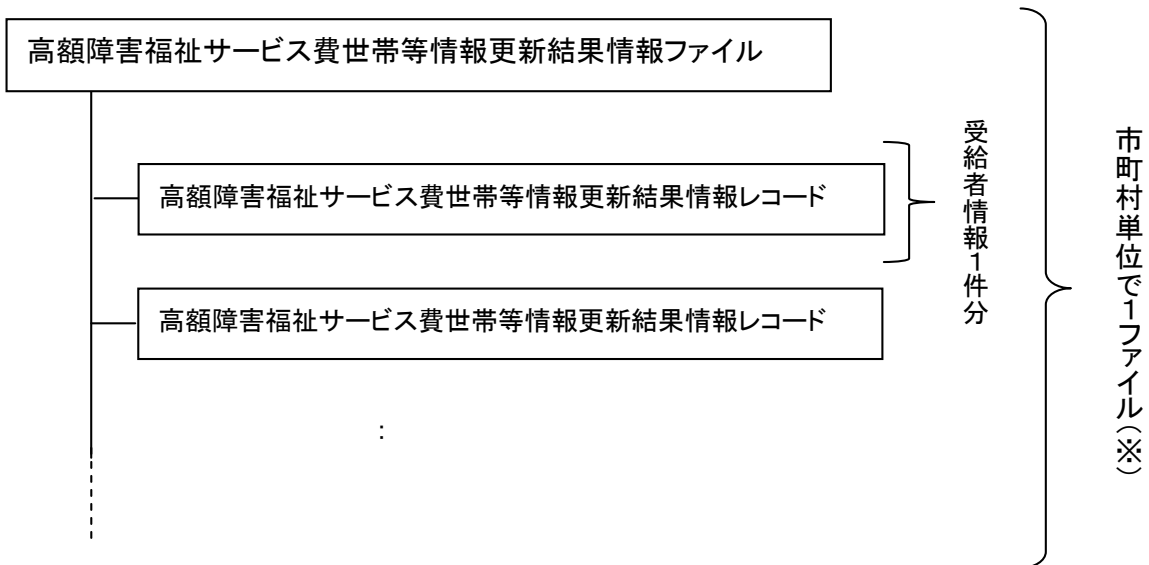 高額障害福祉サービス費世帯等情報更新結果情報ファイル
高額障害福祉サービス費世帯等情報更新結果情報レコード
高額障害福祉サービス費世帯等情報更新結果情報レコード
:
受給者情報1件分
市町村単位で1ファイル(※)